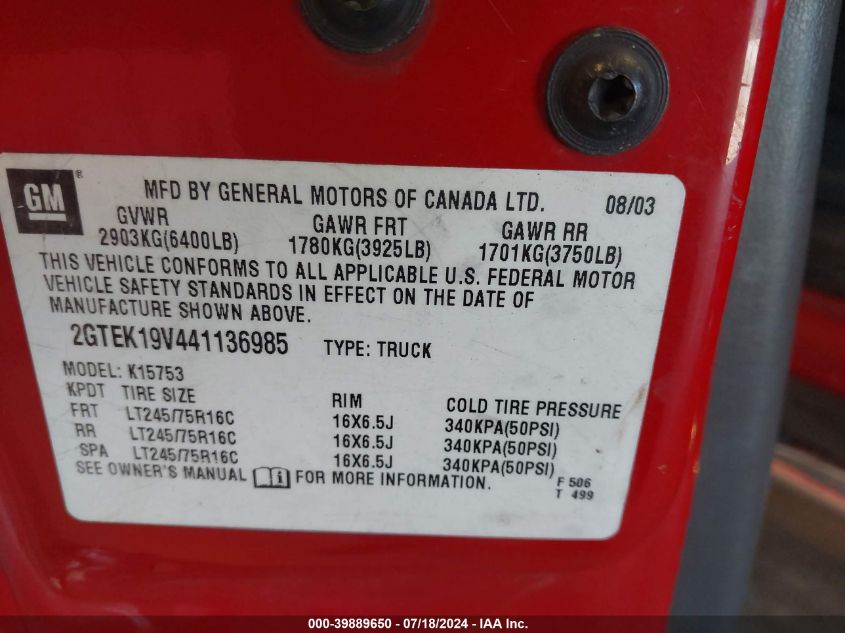 GM ®
MFD BY GENERAL MOTORS OF CANADA LTD. 08/03
GVWR GAWR FRT GAWR RR
2903KG(6400LB) 1780KG(3925LB) 1701KG(3750LB)
THIS VEHICLE CONFORMS TO ALL APPLICABLE U.S. FEDERAL MOTOR
VEHICLE SAFETY STANDARDS IN EFFECT ON THE DATE OF
MANUFACTURE SHOWN ABOVE.
2GTEK19V441136985 TYPE: TRUCK
MODEL: K15753
KPDT TIRE SIZE RIM COLD TIRE PRESSURE
FRT LT245/75R16C 16X6.5J 340KPA(50PSI)
RR LT245/75R16C 16X6.5J 340KPA(50PSI)
SPA LT245/75R16C 16X6.5J 340KPA(50PSI)
SEE OWNER'S MANUAL i FOR MORE INFORMATION.
F 506
T 499
000-39889650 - 07/18/2024 - IAA Inc.